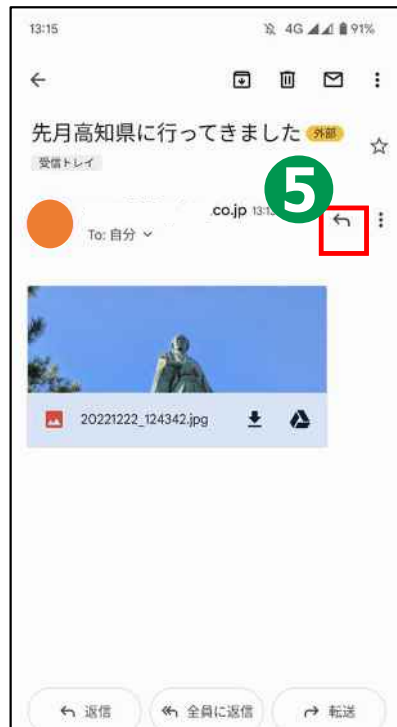 13:15 4G 91%
先月高知県に行ってきました 外部
受信トレイ
5
.co.jp
To: 自分
20221222_124342.jpg
返信 全員に返信 転送